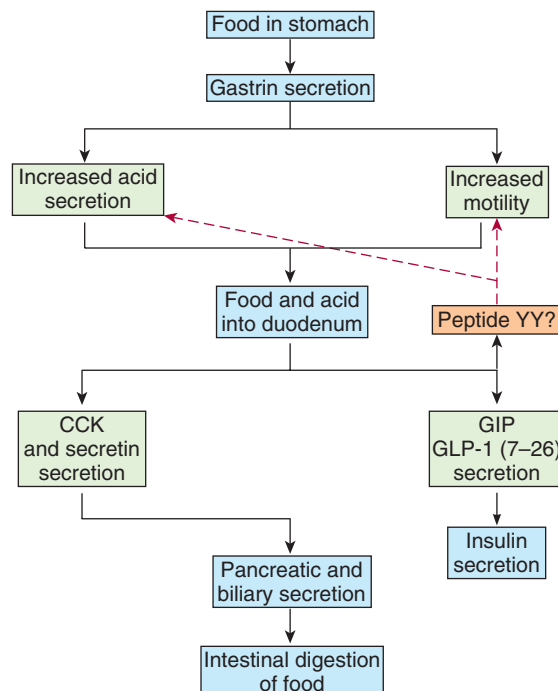 Food in stomach
Gastrin secretion
Increased acid
secretion
Increased
motility
Food and acid
into duodenum
Peptide YY?
CCK
and secretin
secretion
GIP
GLP-1 (7–26)
secretion
Insulin
secretion
Pancreatic and
biliary secretion
Intestinal digestion
of food